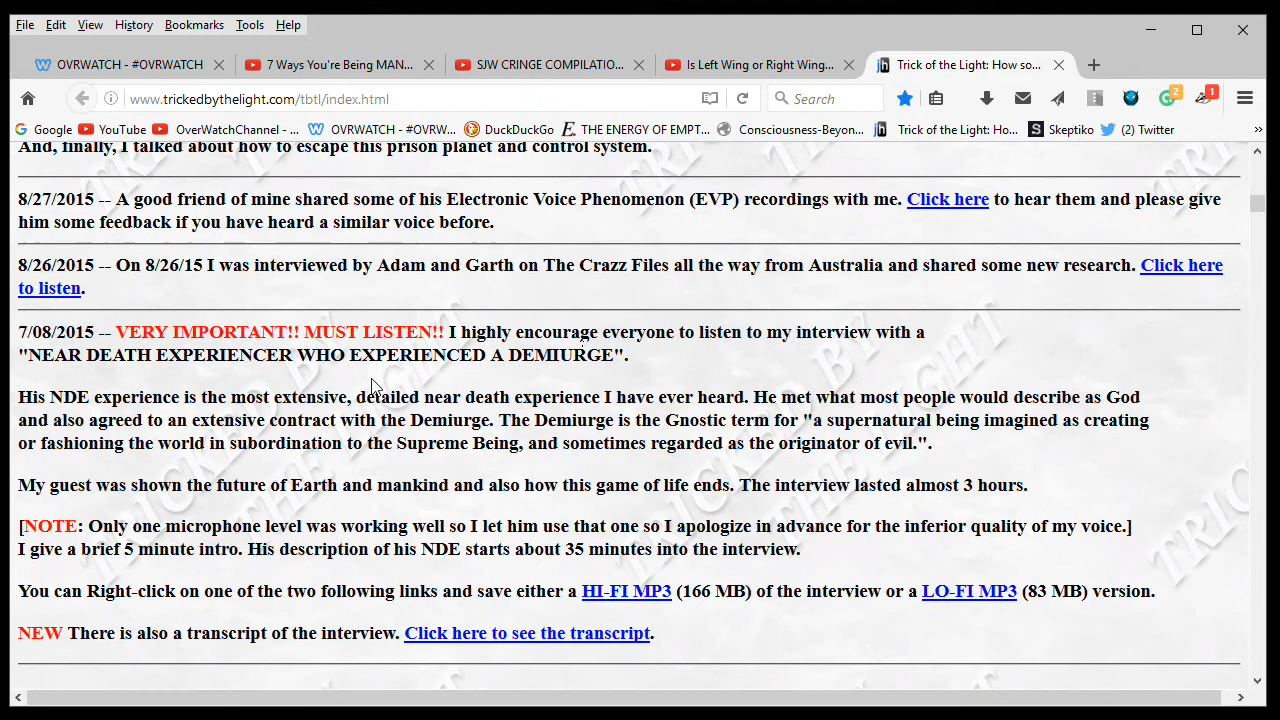 File Edit View History Bookmarks Tools Help
OVRWATCH - #OVRWATCH 7 Ways You're Being MAN... SJW CRINGE COMPILATIO... Is Left Wing or Right Wing... Trick of the Light: How so...
www.trickedbythelight.com/tbtl/index.html Search 2 1
Google YouTube OverWatchChannel - ... OVRWATCH - #OVRW... DuckDuckGo THE ENERGY OF EMPT... Consciousness-Beyon... Trick of the Light: Ho... Skeptiko (2) Twitter
And, finally, I talked about how to escape this prison planet and control system.
8/27/2015 -- A good friend of mine shared some of his Electronic Voice Phenomenon (EVP) recordings with me. Click here to hear them and please give
him some feedback if you have heard a similar voice before.
8/26/2015 -- On 8/26/15 I was interviewed by Adam and Garth on The Crazz Files all the way from Australia and shared some new research. Click here
to listen.
7/08/2015 -- VERY IMPORTANT!! MUST LISTEN!! I highly encourage everyone to listen to my interview with a
"NEAR DEATH EXPERIENCER WHO EXPERIENCED A DEMIURGE".
His NDE experience is the most extensive, detailed near death experience I have ever heard. He met what most people would describe as God
and also agreed to an extensive contract with the Demiurge. The Demiurge is the Gnostic term for "a supernatural being imagined as creating
or fashioning the world in subordination to the Supreme Being, and sometimes regarded as the originator of evil.".
My guest was shown the future of Earth and mankind and also how this game of life ends. The interview lasted almost 3 hours.
[NOTE: Only one microphone level was working well so I let him use that one so I apologize in advance for the inferior quality of my voice.]
I give a brief 5 minute intro. His description of his NDE starts about 35 minutes into the interview.
You can Right-click on one of the two following links and save either a HI-FI MP3 (166 MB) of the interview or a LO-FI MP3 (83 MB) version.
NEW There is also a transcript of the interview. Click here to see the transcript.
TRICKED BY
THE LIGHT